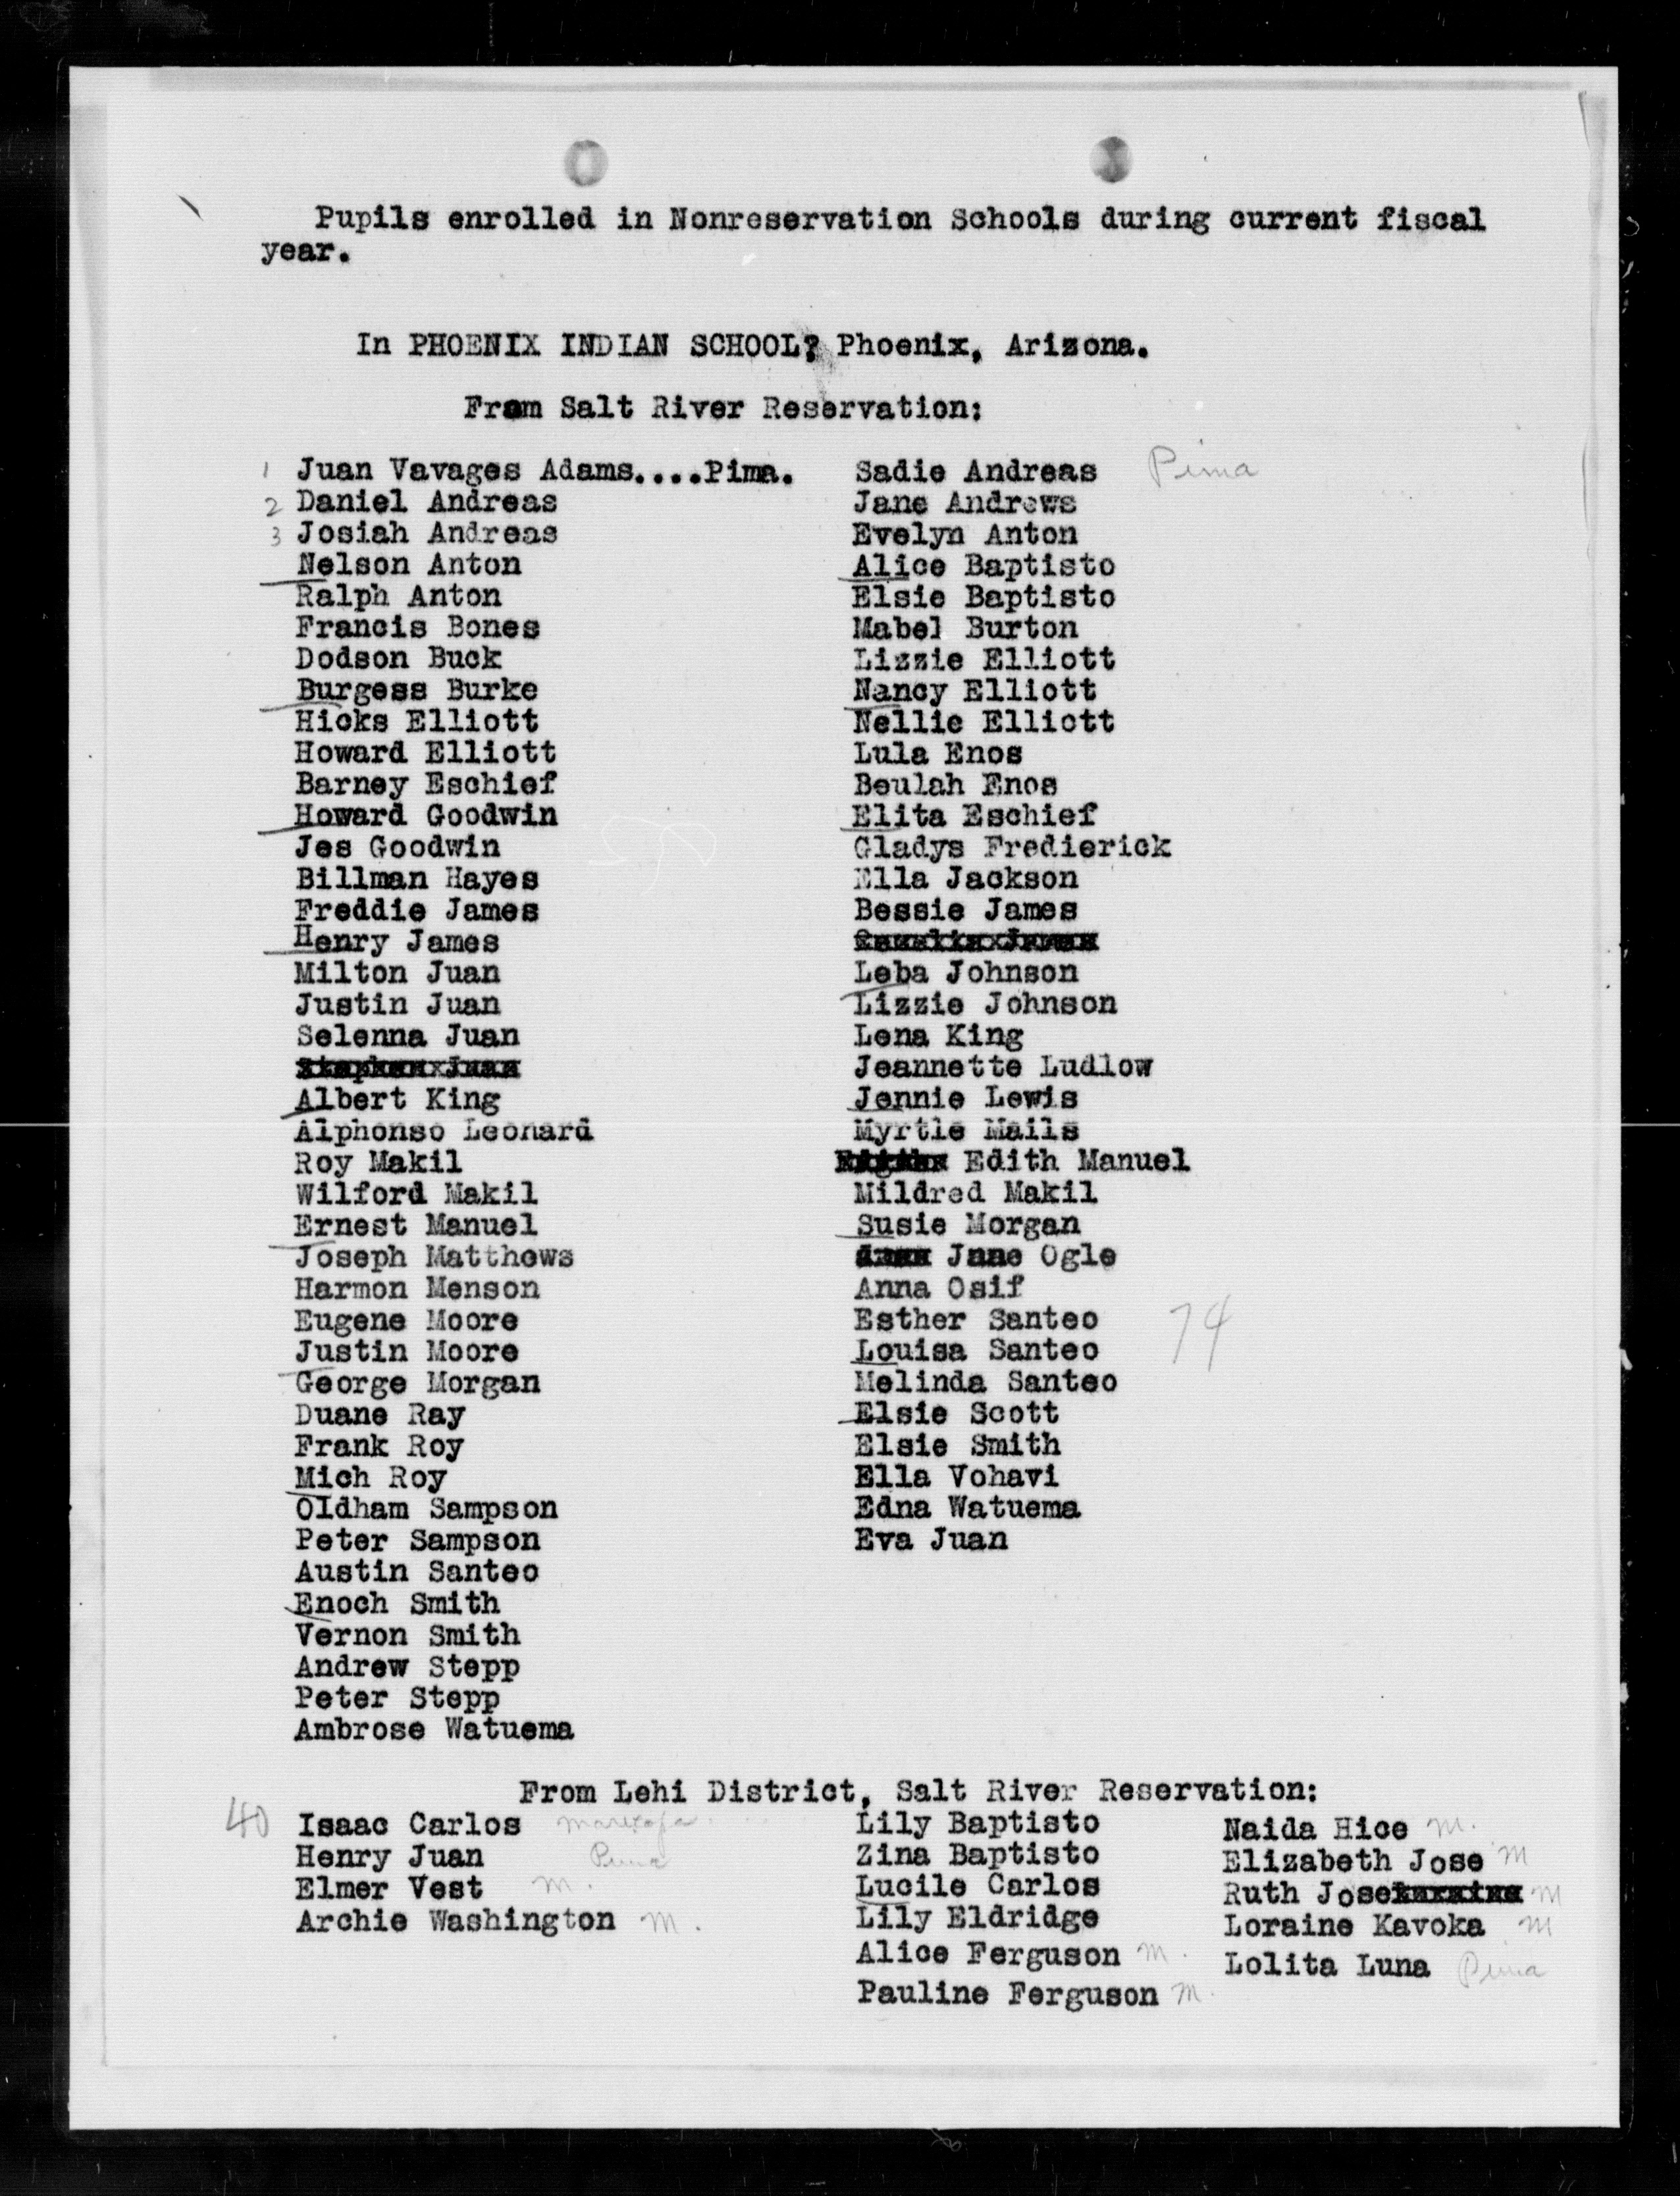 Pupils enrolled in Nonreservation Schools during current fiscal
year.
In PHOENIX INDIAN SCHOOL? Phoenix, Arizona.
From Salt River Reservation:
1 Juan Vavages Adams....Pima.
2 Daniel Andreas
3 Josiah Andreas
Nelson Anton
Ralph Anton
Francis Bones
Dodson Buck
Burgess Burke
Hicks Elliott
Howard Elliott
Barney Eschief
Howard Goodwin
Jes Goodwin
Billman Hayes
Freddie James
Henry James
Milton Juan
Justin Juan
Selenna Juan
Albert King
Alphonso Leonard
Roy Makil
Wilford Makil
Ernest Manuel
Joseph Matthews
Harmon Menson
Eugene Moore
Justin Moore
George Morgan
Duane Ray
Frank Roy
Mich Roy
Oldham Sampson
Peter Sampson
Austin Santeo
Enoch Smith
Vernon Smith
Andrew Stepp
Peter Stepp
Ambrose Watuema
Sadie Andreas Pima
Jane Andrews
Evelyn Anton
Alice Baptisto
Elsie Baptisto
Mabel Burton
Lizzie Elliott
Nancy Elliott
Nellie Elliott
Lula Enos
Beulah Enos
Elita Eschief
Gladys Fredierick
Ella Jackson
Bessie James
Leba Johnson
Lizzie Johnson
Lena King
Jeannette Ludlow
Jennie Lewis
Myrtle Mails
Edith Manuel
Mildred Makil
Susie Morgan
Jane Ogle
Anna Osif
Esther Santeo
74
Louisa Santeo
Melinda Santeo
Elsie Scott
Elsie Smith
Ella Vohavi
Edna Watuema
Eva Juan
From Lehi District, Salt River Reservation:
40 Isaac Carlos Maricopa
Henry Juan Pima
Elmer Vest M.
Archie Washington M.
Lily Baptisto
Zina Baptisto
Lucile Carlos
Lily Eldridge
Alice Ferguson M.
Pauline Ferguson M.
Naida Hice M.
Elizabeth Jose M
Ruth Jose M
Loraine Kavoka M
Lolita Luna Pima